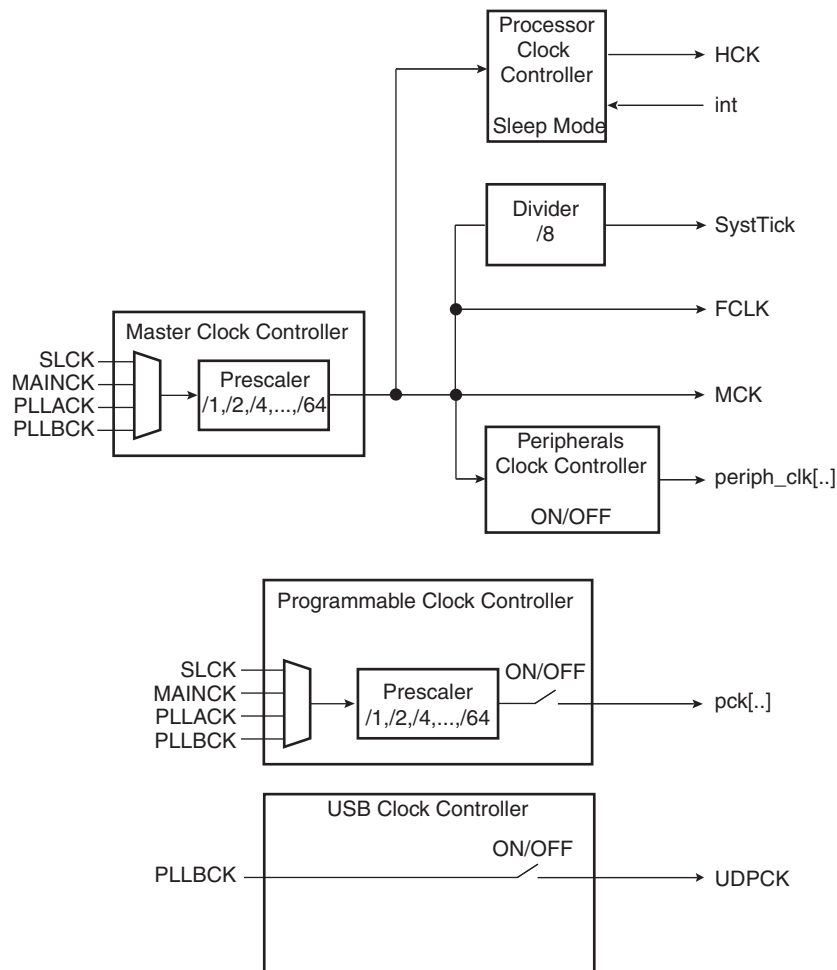 Processor
Clock
Controller
Sleep Mode
HCK
int
Divider
/8
SystTick
FCLK
Master Clock Controller
SLCK
MAINCK
PLLACK
PLLBCK
Prescaler
/1,/2,/4,...,/64
MCK
Peripherals
Clock Controller
ON/OFF
periph_clk[..]
Programmable Clock Controller
SLCK
MAINCK
PLLACK
PLLBCK
Prescaler
/1,/2,/4,...,/64
ON/OFF
pck[..]
USB Clock Controller
ON/OFF
PLLBCK
UDPCK